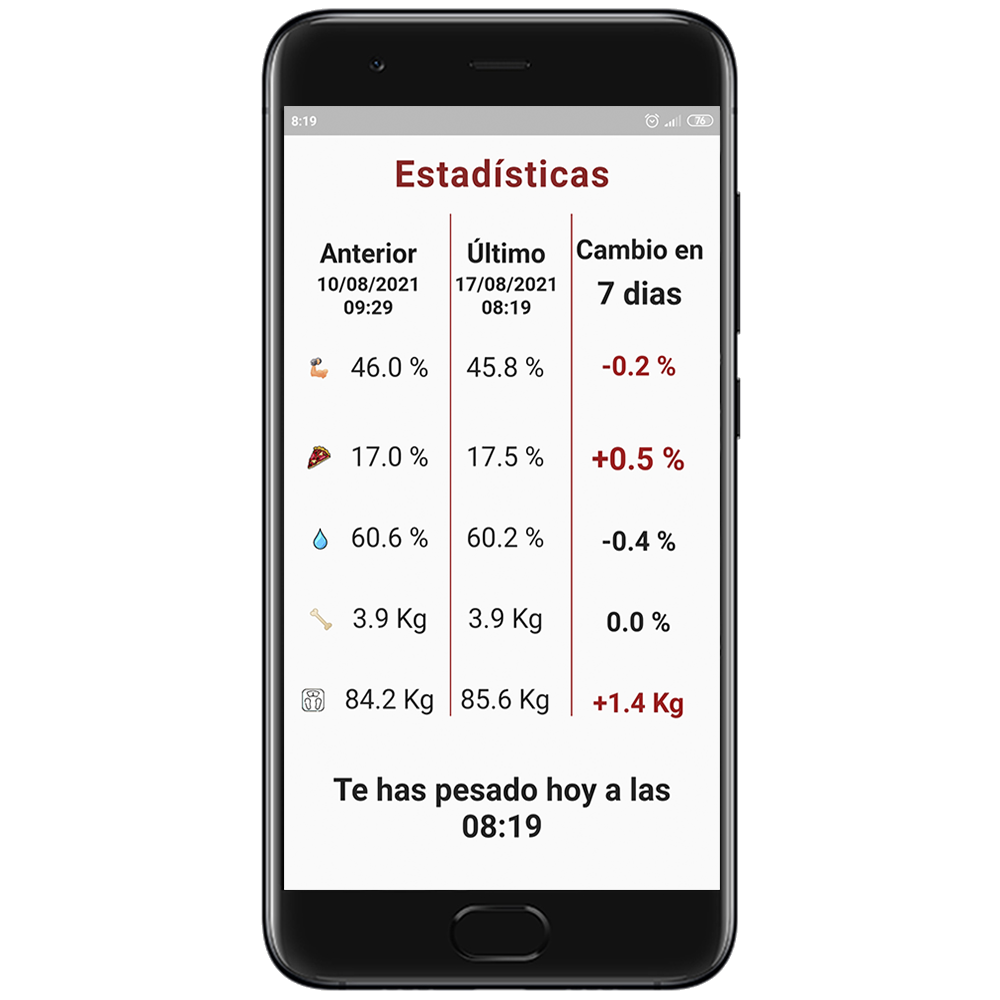 8:19
76
Estadísticas
Anterior
10/08/2021
09:29
Último
17/08/2021
08:19
Cambio en
7 dias
46.0 % 45.8 % -0.2 %
17.0 % 17.5 % +0.5 %
60.6 % 60.2 % -0.4 %
3.9 Kg 3.9 Kg 0.0 %
84.2 Kg 85.6 Kg +1.4 Kg
Te has pesado hoy a las
08:19